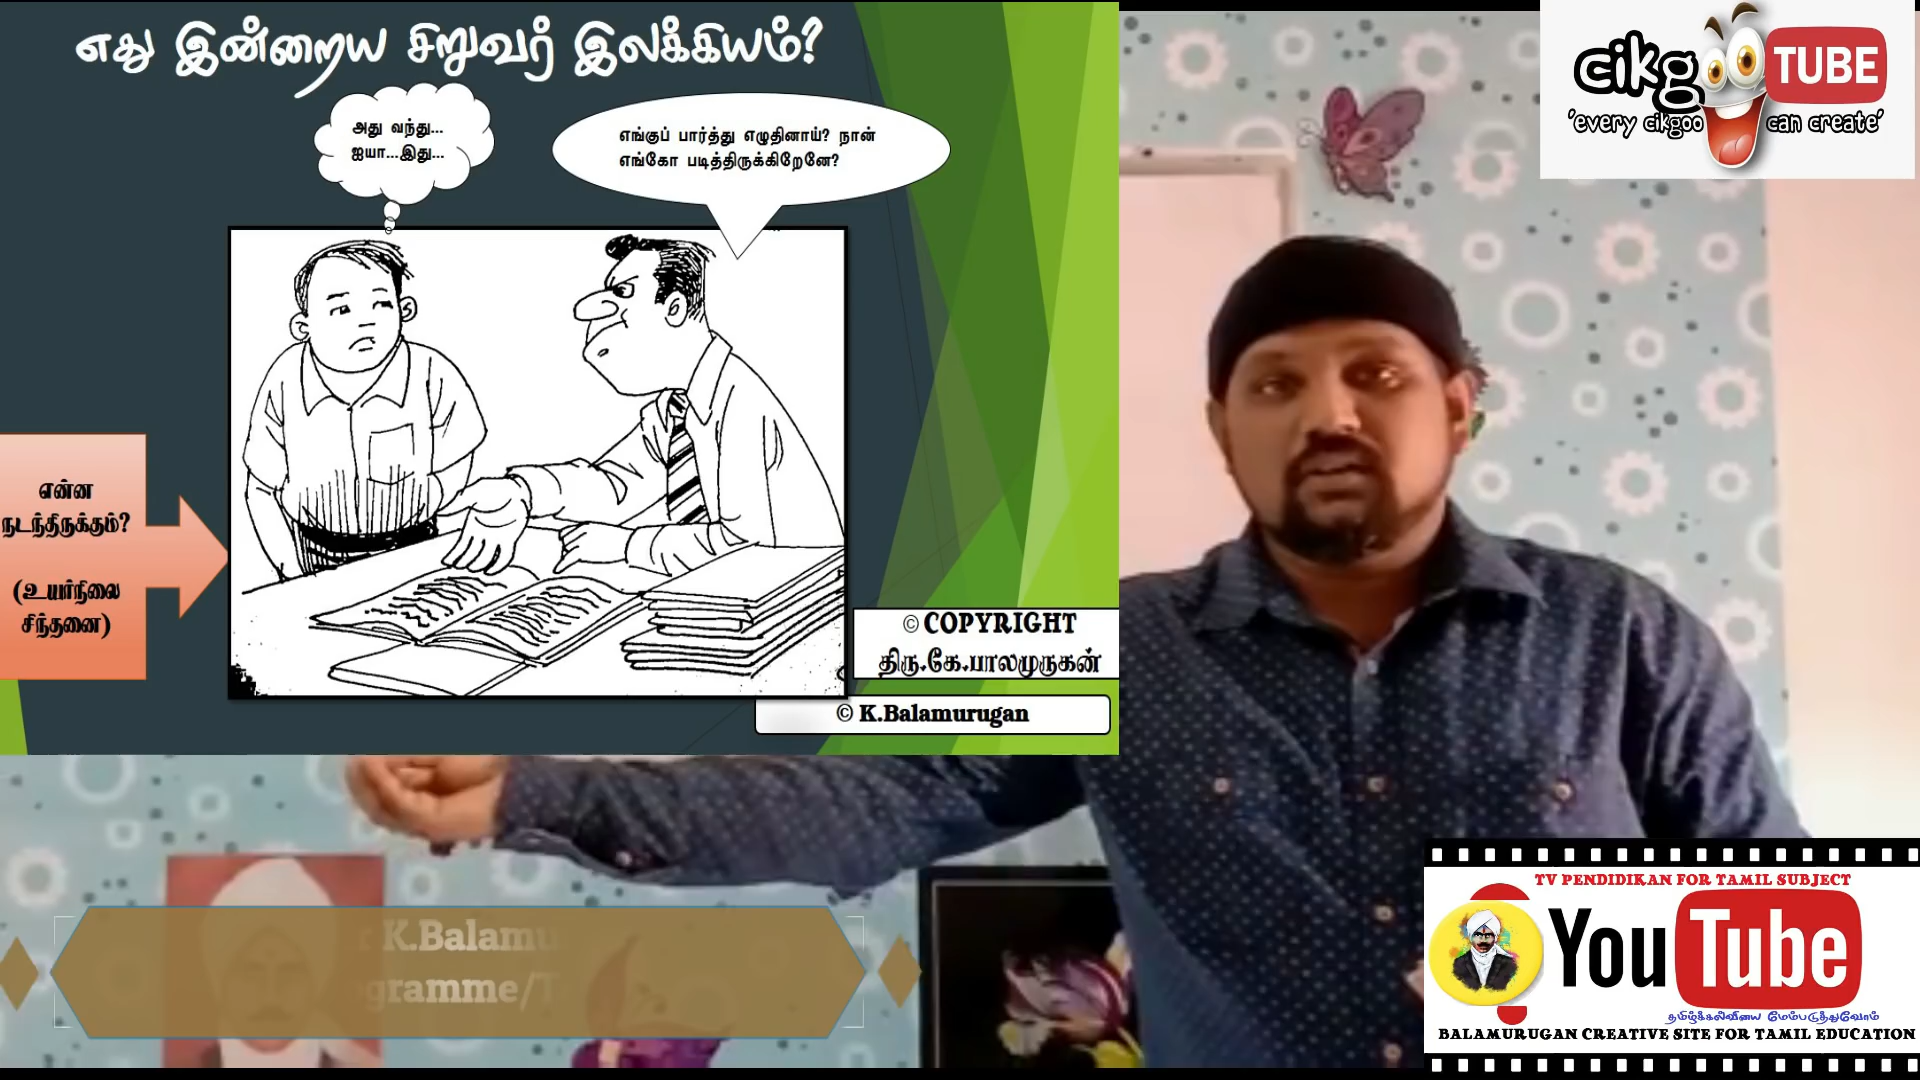 எது இன்றைய சிறுவர் இலக்கியம்?
அது வந்து...
ஐயா...இது...
எங்குப் பார்த்து எழுதினாய்? நான்
எங்கோ படித்திருக்கிறேனே?
என்ன
நடந்திருக்கும்?
(உயர்நிலை
சிந்தனை)
© COPYRIGHT
திரு.கே.பாலமுருகன்
© K.Balamurugan
cikgoo TUBE
'every cikgoo can create'
TV PENDIDIKAN FOR TAMIL SUBJECT
YouTube
தமிழ்க்கல்வியை மேம்படுத்துவோம்
BALAMURUGAN CREATIVE SITE FOR TAMIL EDUCATION